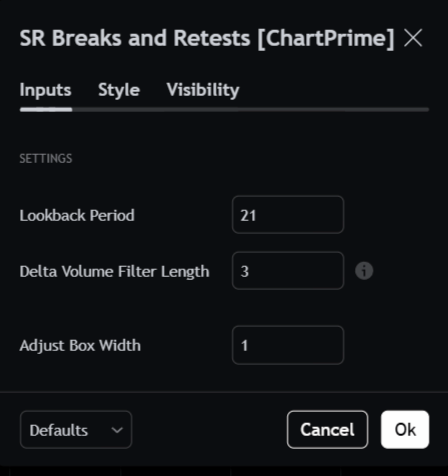 SR Breaks and Retests [ChartPrime]
Inputs Style Visibility
SETTINGS
Lookback Period 21
Delta Volume Filter Length 3
Adjust Box Width 1
Defaults Cancel Ok